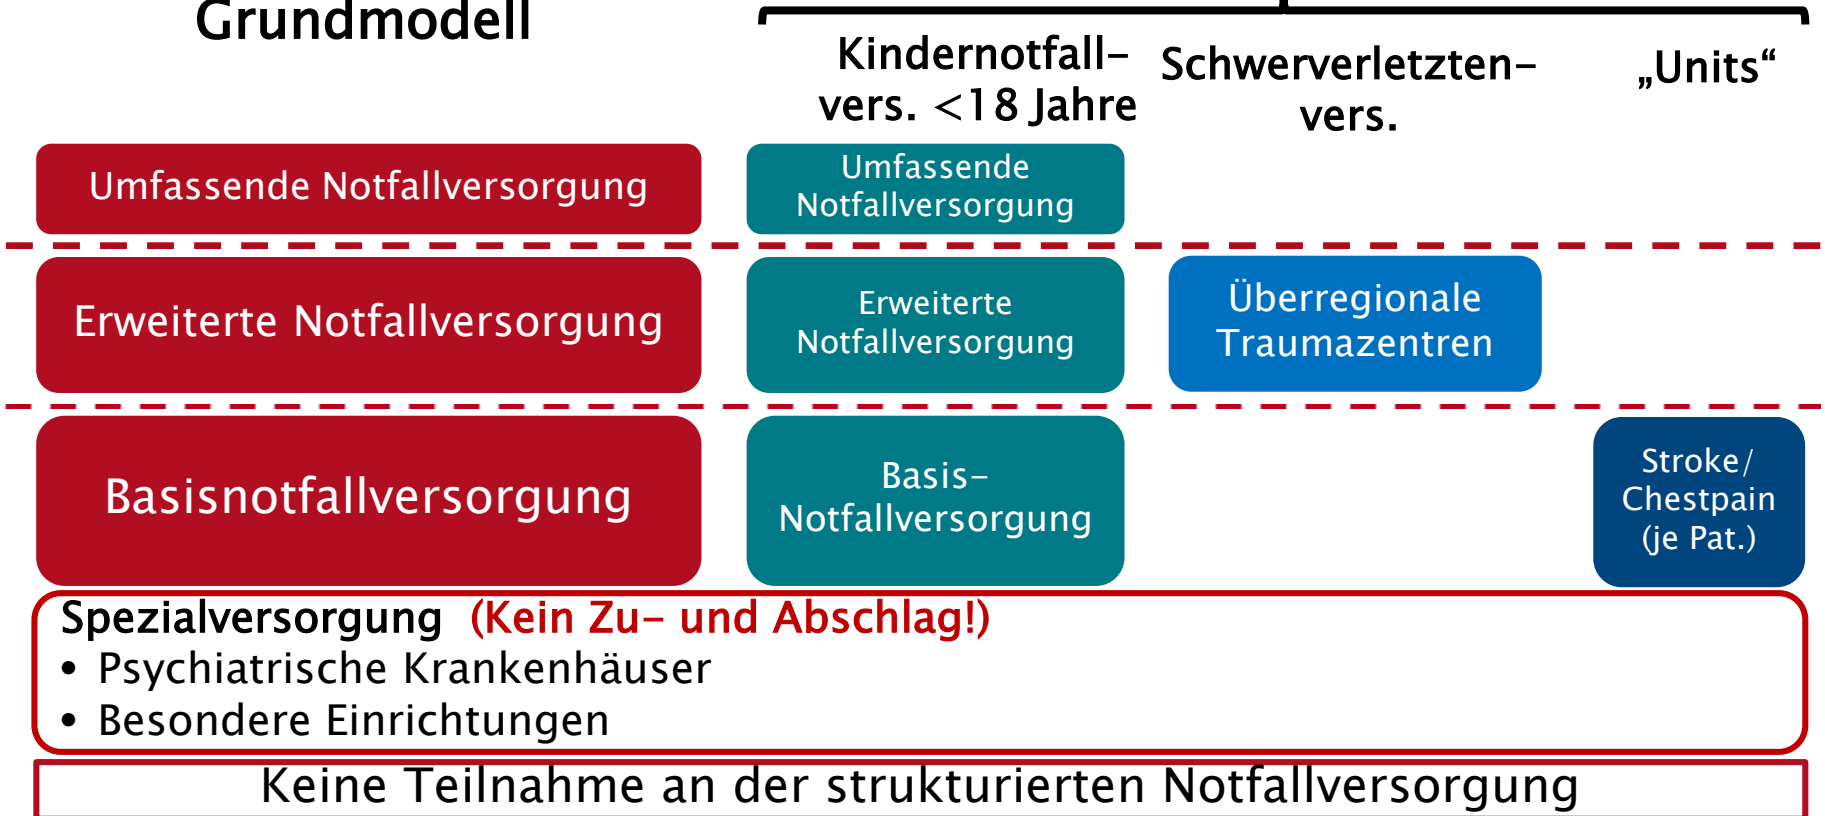 Grundmodell
Kindernotfall-
vers. <18 Jahre
Schwerverletzten-
vers.
„Units“
Umfassende Notfallversorgung
Umfassende
Notfallversorgung
Erweiterte Notfallversorgung
Erweiterte
Notfallversorgung
Überregionale
Traumazentren
Basisnotfallversorgung
Basis-
Notfallversorgung
Stroke/
Chestpain
(je Pat.)
Spezialversorgung (Kein Zu- und Abschlag!)
• Psychiatrische Krankenhäuser
• Besondere Einrichtungen
Keine Teilnahme an der strukturierten Notfallversorgung